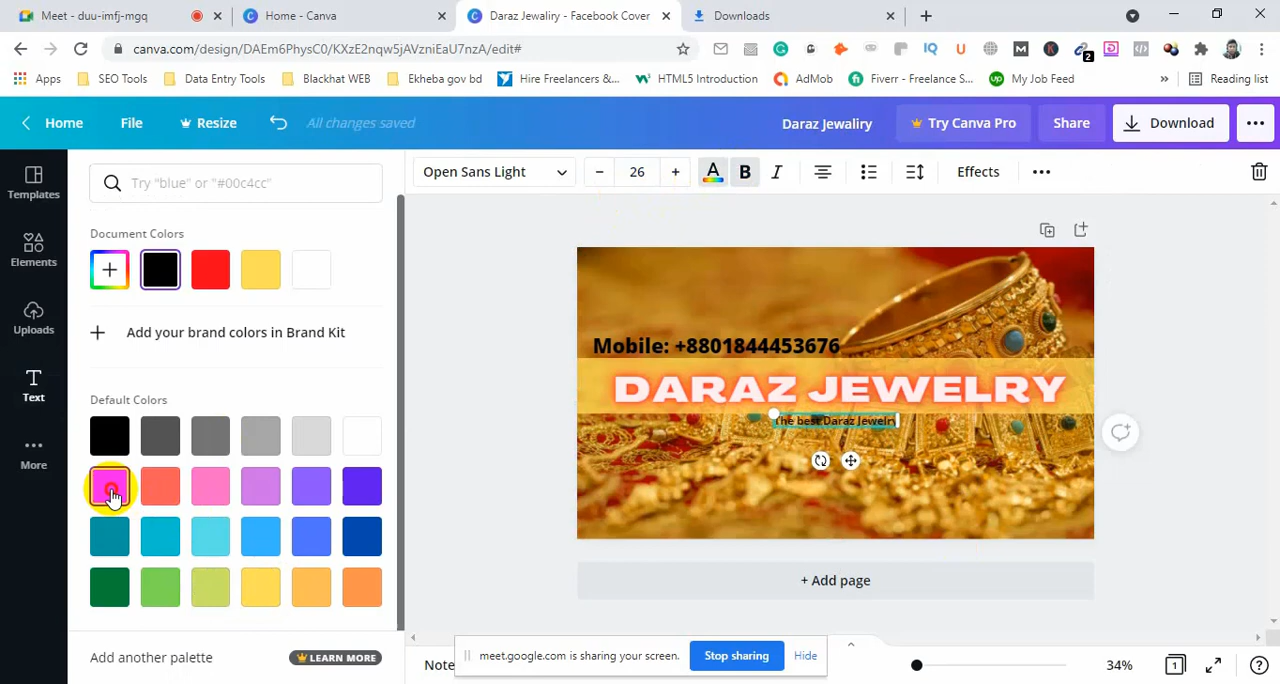 Meet - duu-imfj-mgq
Home - Canva
Daraz Jewaliry - Facebook Cover
Downloads
canva.com/design/DAEm6PhysC0/KXzE2nqw5jAVzniEaU7nzA/edit#
IQ
U
M
K
2
Apps
SEO Tools
Data Entry Tools
Blackhat WEB
Ekheba gov bd
Hire Freelancers &...
HTML5 Introduction
AdMob
Fiverr - Freelance S...
My Job Feed
»
Reading list
Home
File
Resize
All changes saved
Daraz Jewaliry
Try Canva Pro
Share
Download
Templates
Elements
Uploads
Text
More
Try "blue" or "#00c4cc"
Open Sans Light
26
A
B
I
Effects
Document Colors
Add your brand colors in Brand Kit
Default Colors
Add another palette
LEARN MORE
Mobile: +8801844453676
DARAZ JEWELRY
The best Daraz Jewelry
+ Add page
meet.google.com is sharing your screen.
Stop sharing
Hide
Note
34%
1